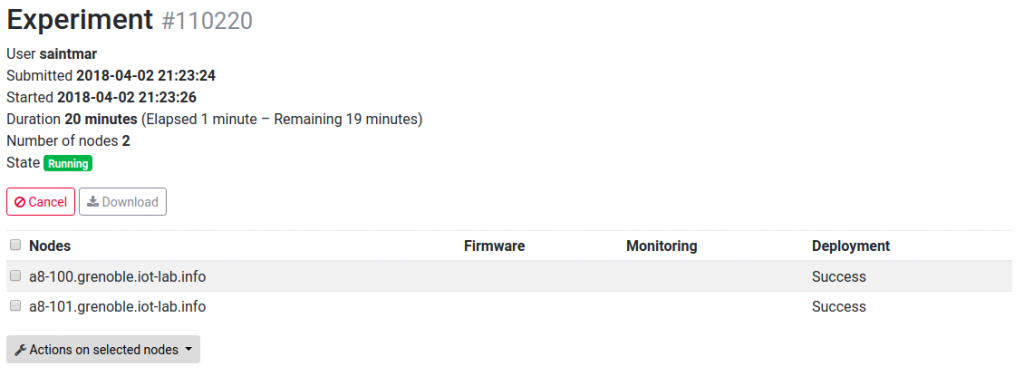 Experiment #110220
User saintmar
Submitted 2018-04-02 21:23:24
Started 2018-04-02 21:23:26
Duration 20 minutes (Elapsed 1 minute – Remaining 19 minutes)
Number of nodes 2
State Running
Cancel Download
Nodes Firmware Monitoring Deployment
a8-100.grenoble.iot-lab.info Success
a8-101.grenoble.iot-lab.info Success
Actions on selected nodes